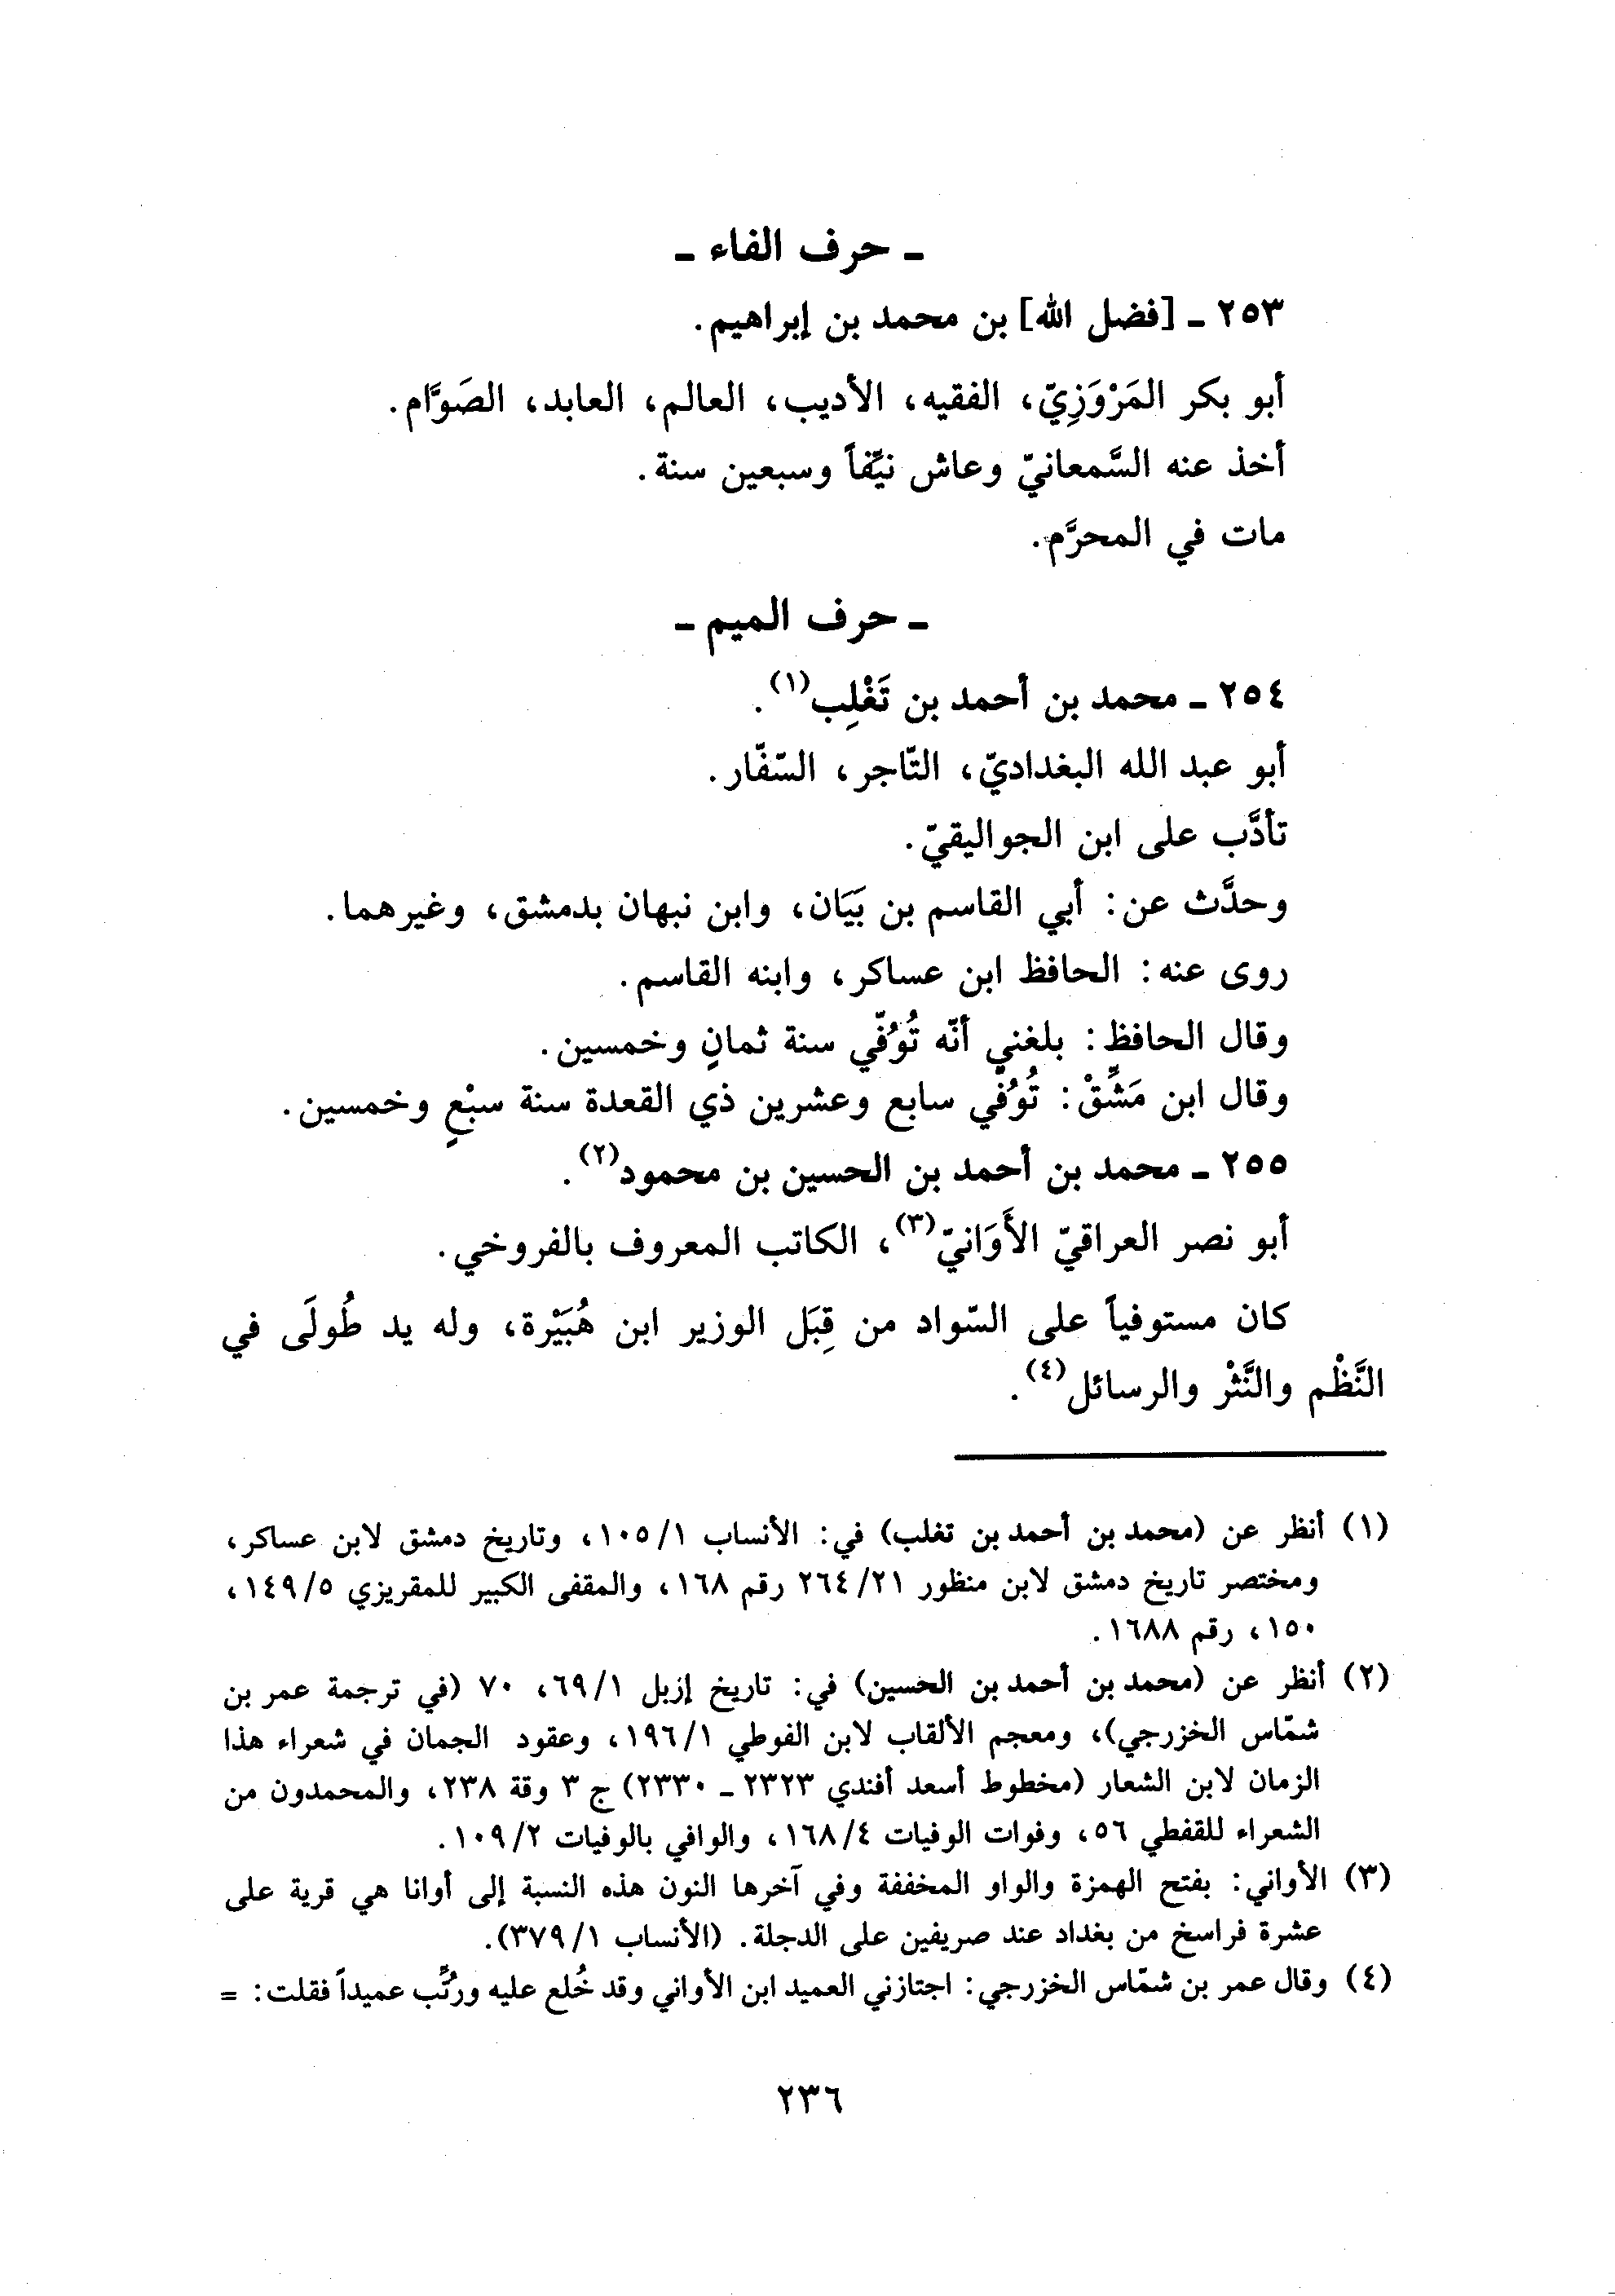 ـ حرف الفاء ـ
٢٥٣ ـ [فضل الله] بن محمد بن إبراهيم.
أبو بكر المَرْوَزِيّ، الفقيه، الأديب، العالم، العابد، الصَوَّام.
أخذ عنه السَّمعانيّ وعاش نيَّفاً وسبعين سنة.
مات في المحرَّم.
ـ حرف الميم ـ
٢٥٤ ـ محمد بن أحمد بن تَغْلِب(١).
أبو عبد الله البغداديّ، التّاجر، السّفّار.
تأدَّب على ابن الجواليقيّ.
وحدَّث عن: أبي القاسم بن بَيَان، وابن نبهان بدمشق، وغيرهما.
روى عنه: الحافظ ابن عساكر، وابنه القاسم.
وقال الحافظ: بلغني أنّه تُوُفّي سنة ثمانٍ وخمسين.
وقال ابن مَشِّقْ: تُوُفّي سابع وعشرين ذي القعدة سنة سبْعٍ وخمسين.
٢٥٥ ـ محمد بن أحمد بن الحسين بن محمود(٢).
أبو نصر العراقيّ الأَوَانيّ(٣)، الكاتب المعروف بالفروخي.
كان مستوفياً على السّواد من قِبَل الوزير ابن هُبَيْرة، وله يد طُولَى في
النَّظْم والنَّثْر والرسائل(٤).
(١) أنظر عن (محمد بن أحمد بن تغلب) في: الأنساب ١٠٥/١، وتاريخ دمشق لابن عساكر،
ومختصر تاريخ دمشق لابن منظور ٢٦٤/٢١ رقم ١٦٨، والمقفى الكبير للمقريزي ١٤٩/٥،
١٥٠، رقم ١٦٨٨.
(٢) أنظر عن (محمد بن أحمد بن الحسين) في: تاريخ إزبل ٦٩/١، ٧٠ (في ترجمة عمر بن
شمّاس الخزرجي)، ومعجم الألقاب لابن الفوطي ١٩٦/١، وعقود الجمان في شعراء هذا
الزمان لابن الشعار (مخطوط أسعد أفندي ٢٣٢٣ ـ ٢٣٣٠) ج ٣ وقة ٢٣٨، والمحمدون من
الشعراء للقفطي ٥٦، وفوات الوفيات ١٦٨/٤، والوافي بالوفيات ١٠٩/٢.
(٣) الأواني: بفتح الهمزة والواو المخففة وفي آخرها النون هذه النسبة إلى أوانا هي قرية على
عشرة فراسخ من بغداد عند صريفين على الدجلة. (الأنساب ٣٧٩/١).
(٤) وقال عمر بن شمّاس الخزرجي: اجتازني العميد ابن الأواني وقد خُلع عليه ورُتِّب عميداً فقلت: =
٢٣٦